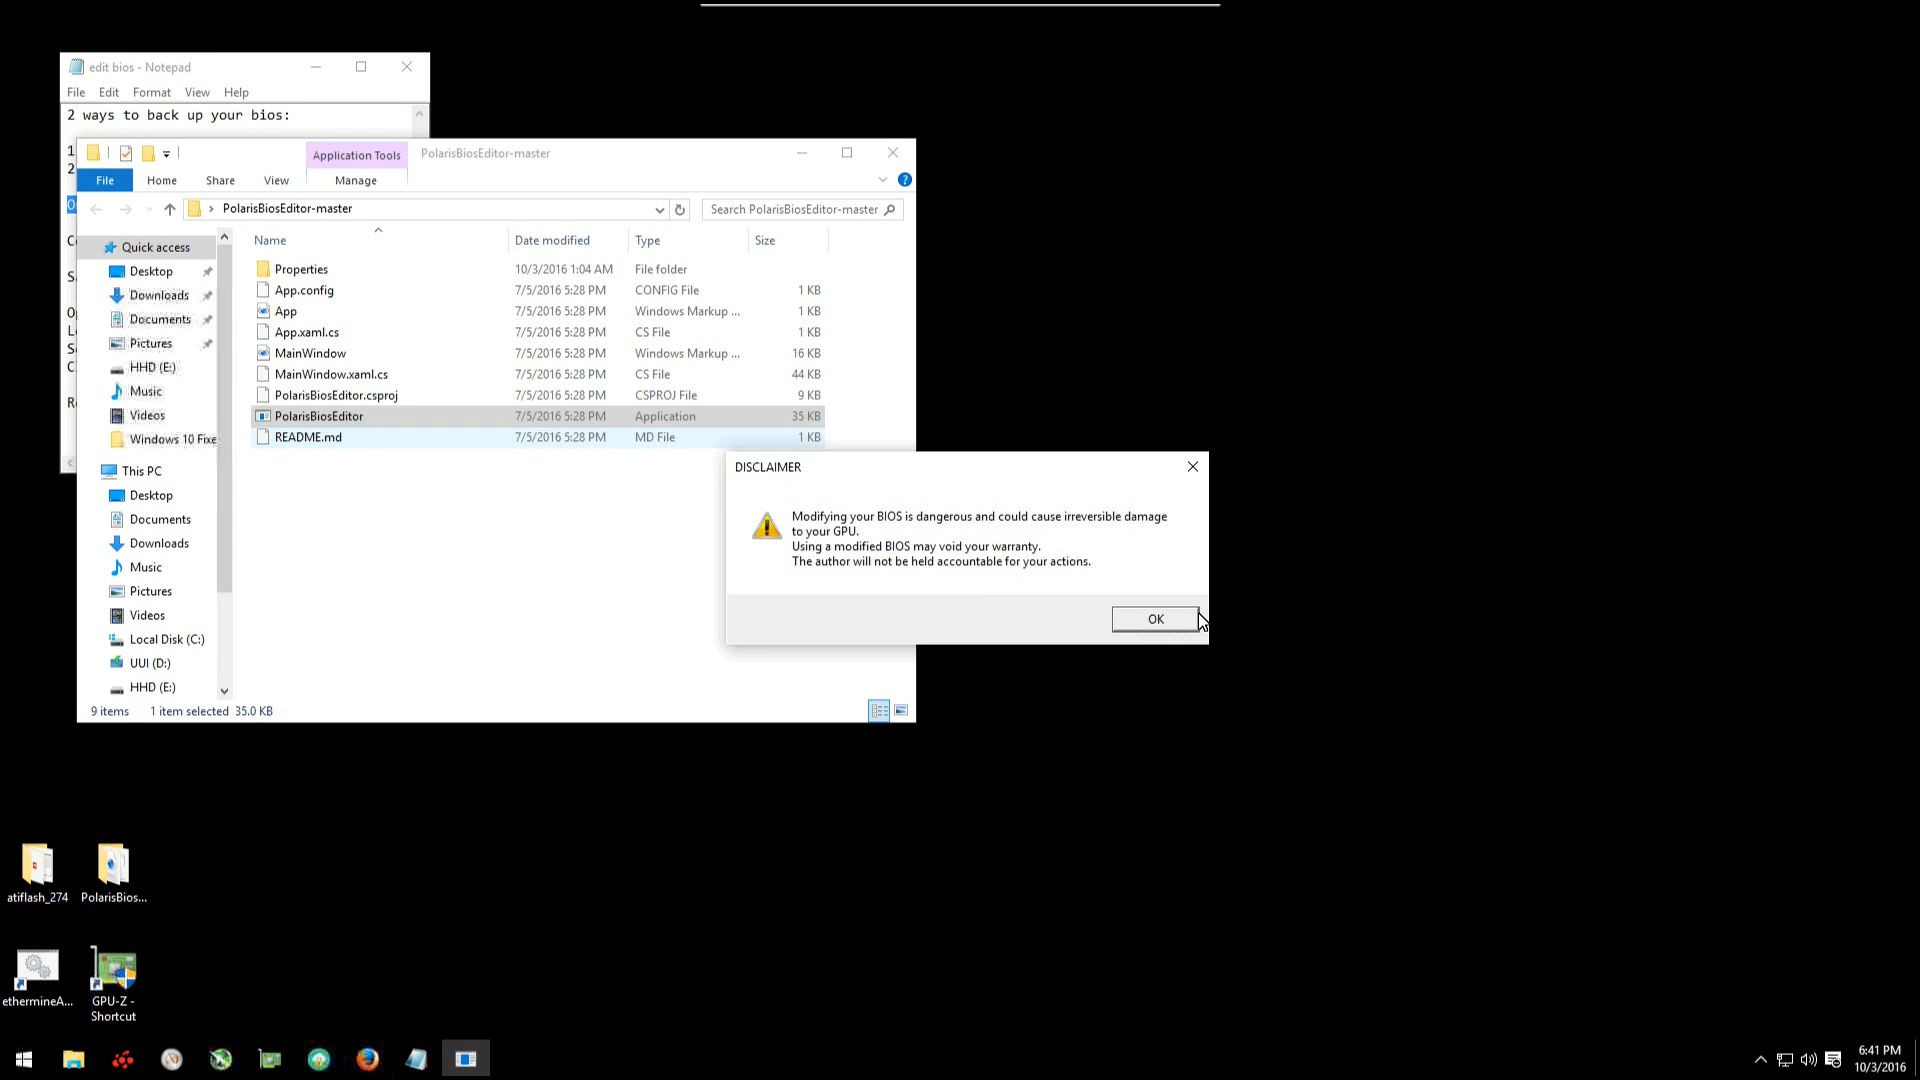 edit bios - Notepad
File Edit Format View Help
2 ways to back up your bios:
1
2
Application Tools
PolarisBiosEditor-master
File Home Share View Manage
PolarisBiosEditor-master
Search PolarisBiosEditor-master
Name Date modified Type Size
Quick access
Desktop
Downloads
Documents
Pictures
HHD (E:)
Music
Videos
Windows 10 Fixe
This PC
Desktop
Documents
Downloads
Music
Pictures
Videos
Local Disk (C:)
UUI (D:)
HHD (E:)
Properties 10/3/2016 1:04 AM File folder
App.config 7/5/2016 5:28 PM CONFIG File 1 KB
App 7/5/2016 5:28 PM Windows Markup ... 1 KB
App.xaml.cs 7/5/2016 5:28 PM CS File 1 KB
MainWindow 7/5/2016 5:28 PM Windows Markup ... 16 KB
MainWindow.xaml.cs 7/5/2016 5:28 PM CS File 44 KB
PolarisBiosEditor.csproj 7/5/2016 5:28 PM CSPROJ File 9 KB
PolarisBiosEditor 7/5/2016 5:28 PM Application 35 KB
README.md 7/5/2016 5:28 PM MD File 1 KB
9 items 1 item selected 35.0 KB
DISCLAIMER
Modifying your BIOS is dangerous and could cause irreversible damage
to your GPU.
Using a modified BIOS may void your warranty.
The author will not be held accountable for your actions.
OK
atiflash_274
PolarisBios...
ethermineA...
GPU-Z -
Shortcut
6:41 PM
10/3/2016